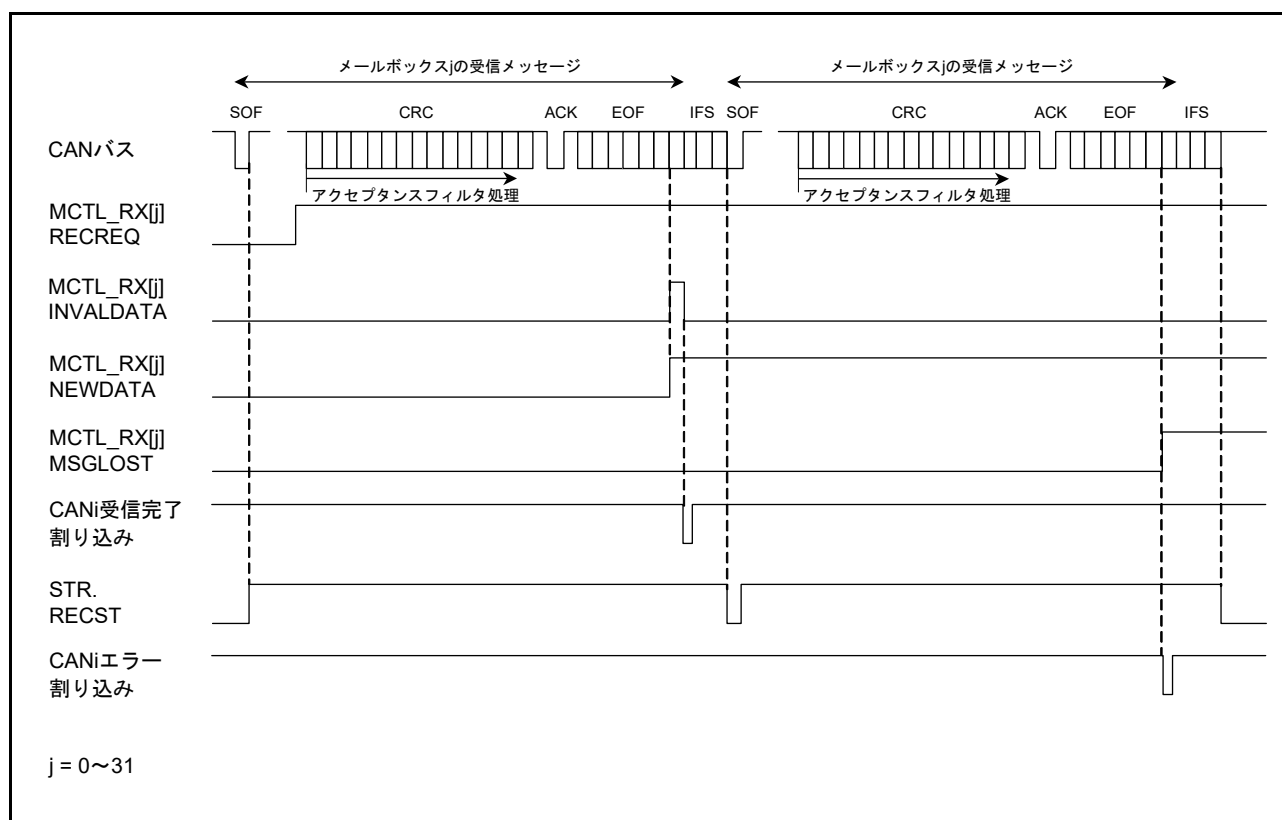 メールボックスjの受信メッセージ
メールボックスjの受信メッセージ
SOF
CRC
ACK
EOF
IFS
SOF
CRC
ACK
EOF
IFS
CANバス
アクセプタンスフィルタ処理
アクセプタンスフィルタ処理
MCTL_RX[j]
RECREQ
MCTL_RX[j]
INVALDATA
MCTL_RX[j]
NEWDATA
MCTL_RX[j]
MSGLOST
CANi受信完了
割り込み
STR.
RECST
CANiエラー
割り込み
j = 0～31